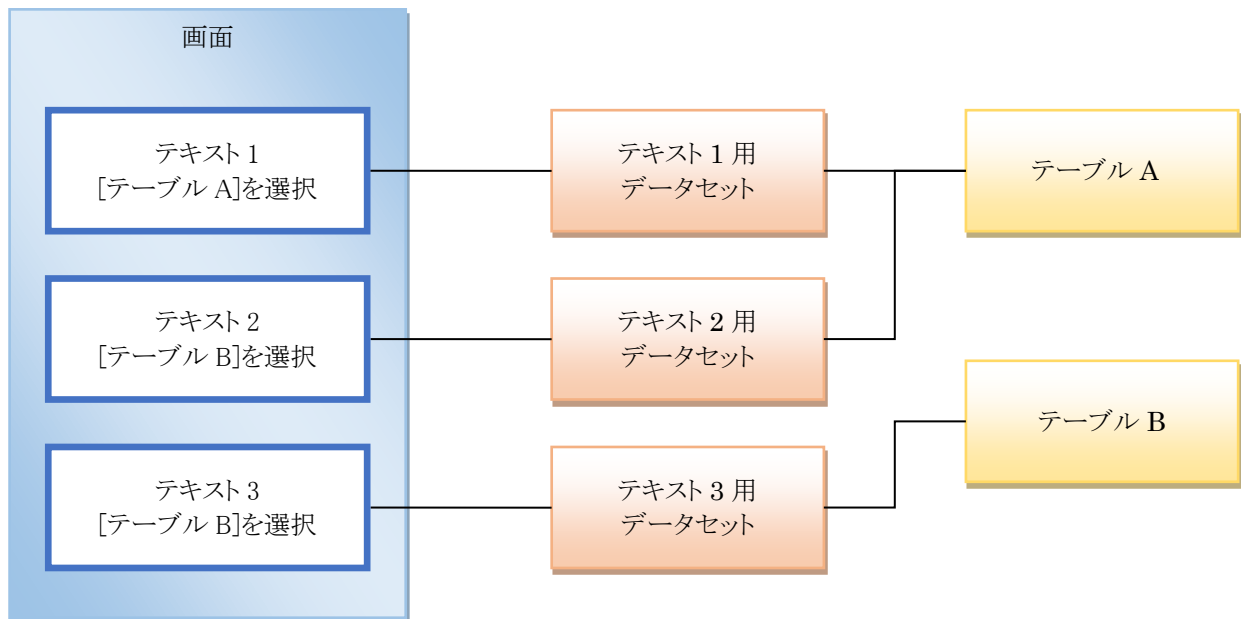 画面
テキスト 1
[テーブル A]を選択
テキスト 1 用
データセット
テーブル A
テキスト 2
[テーブル B]を選択
テキスト 2 用
データセット
テーブル B
テキスト 3
[テーブル B]を選択
テキスト 3 用
データセット